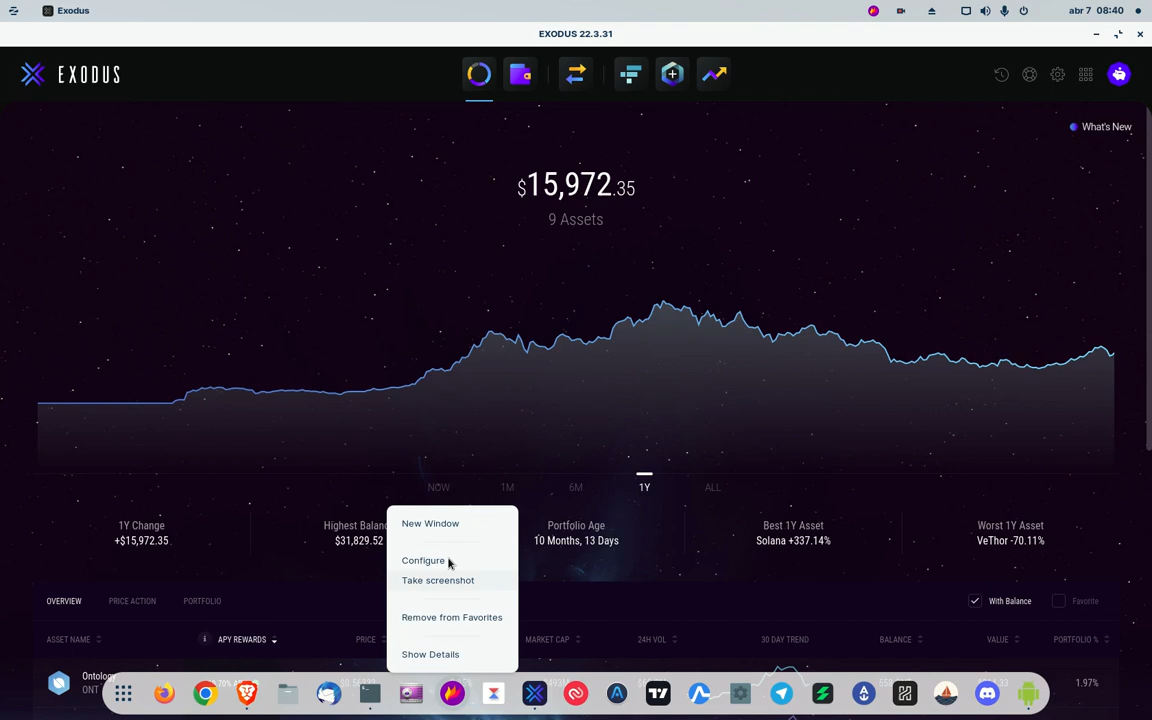 Exodus
abr 7 08:40
EXODUS 22.3.31
EXODUS
What's New
$15,972.35
9 Assets
NOW 1M 6M 1Y ALL
1Y Change
+$15,972.35
Highest Balan
$31,829.52
Portfolio Age
10 Months, 13 Days
Best 1Y Asset
Solana +337.14%
Worst 1Y Asset
VeThor -70.11%
New Window
Configure
Take screenshot
Remove from Favorites
Show Details
OVERVIEW PRICE ACTION PORTFOLIO
With Balance Favorite
ASSET NAME APY REWARDS PRICE MARKET CAP 24H VOL 30 DAY TREND BALANCE VALUE PORTFOLIO %
Ontology
ONT
1.97%